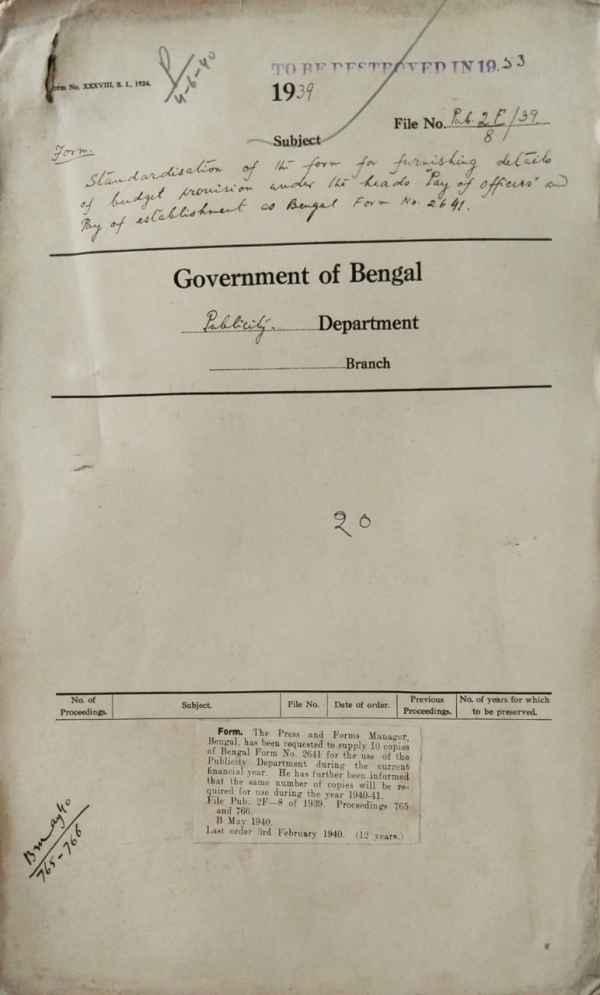 orm No. XXXVIII, S. I., 1924.
P
4-6-40
TO BE DESTROYED IN 19.53
1939
File No. Pub. 2F/39
8
Subject
Form.
Standardisation of the form for furnishing details
of budget provision under the heads "Pay of officers" and
Pay of establishment as Bengal Form No. 2641.
Government of Bengal
Publicity. Department
Branch
20
No. of Proceedings. Subject. File No. Date of order. Previous Proceedings. No. of years for which to be preserved.
Form. The Press and Forms Manager,
Bengal, has been requested to supply 10 copies
of Bengal Form No. 2641 for the use of the
Publicity Department during the current
financial year. He has further been informed
that the same number of copies will be re-
quired for use during the year 1940-41.
File Pub. 2F—8 of 1939. Proceedings 765
and 766.
B May 1940.
Last order 3rd February 1940. (12 years.)
B May 40
765-766